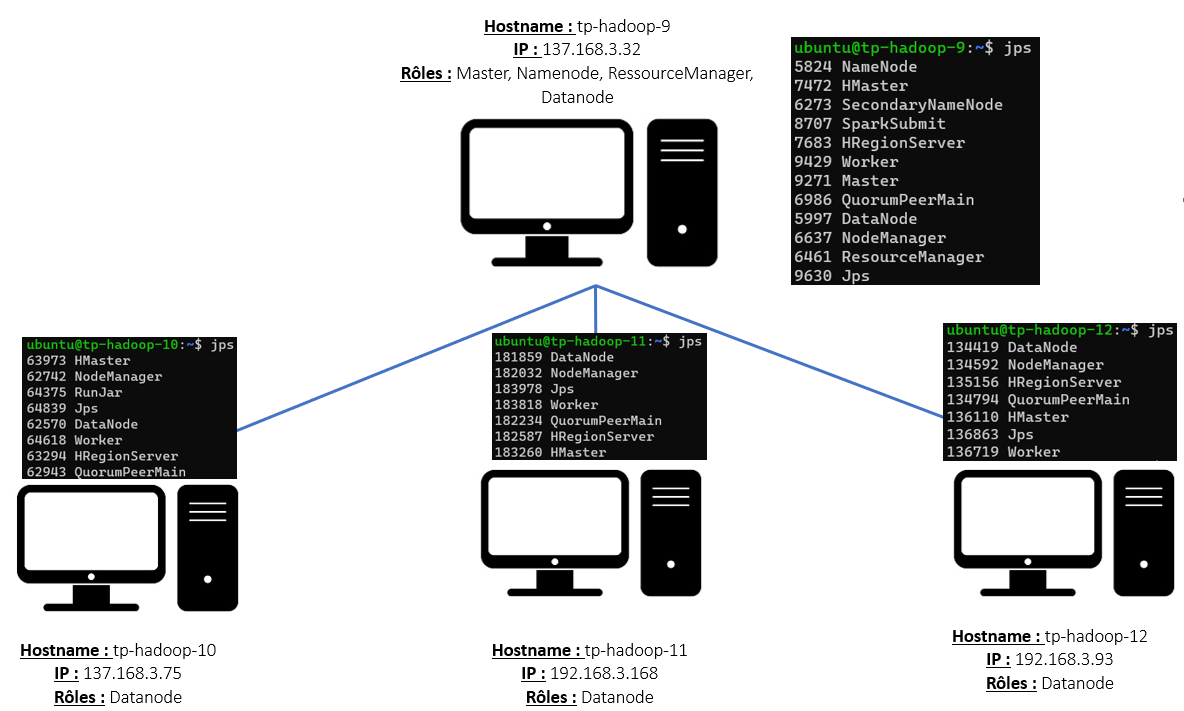 Hostname : tp-hadoop-9
IP : 137.168.3.32
Rôles : Master, Namenode, RessourceManager,
Datanode
ubuntu@tp-hadoop-9:~$ jps
5824 NameNode
7472 HMaster
6273 SecondaryNameNode
8707 SparkSubmit
7683 HRegionServer
9429 Worker
9271 Master
6986 QuorumPeerMain
5997 DataNode
6637 NodeManager
6461 ResourceManager
9630 Jps
ubuntu@tp-hadoop-10:~$ jps
63973 HMaster
62742 NodeManager
64375 RunJar
64839 Jps
62570 DataNode
64618 Worker
63294 HRegionServer
62943 QuorumPeerMain
ubuntu@tp-hadoop-11:~$ jps
181859 DataNode
182032 NodeManager
183978 Jps
183818 Worker
182234 QuorumPeerMain
182587 HRegionServer
183260 HMaster
ubuntu@tp-hadoop-12:~$ jps
134419 DataNode
134592 NodeManager
135156 HRegionServer
134794 QuorumPeerMain
136110 HMaster
136863 Jps
136719 Worker
Hostname : tp-hadoop-10
IP : 137.168.3.75
Rôles : Datanode
Hostname : tp-hadoop-11
IP : 192.168.3.168
Rôles : Datanode
Hostname : tp-hadoop-12
IP : 192.168.3.93
Rôles : Datanode